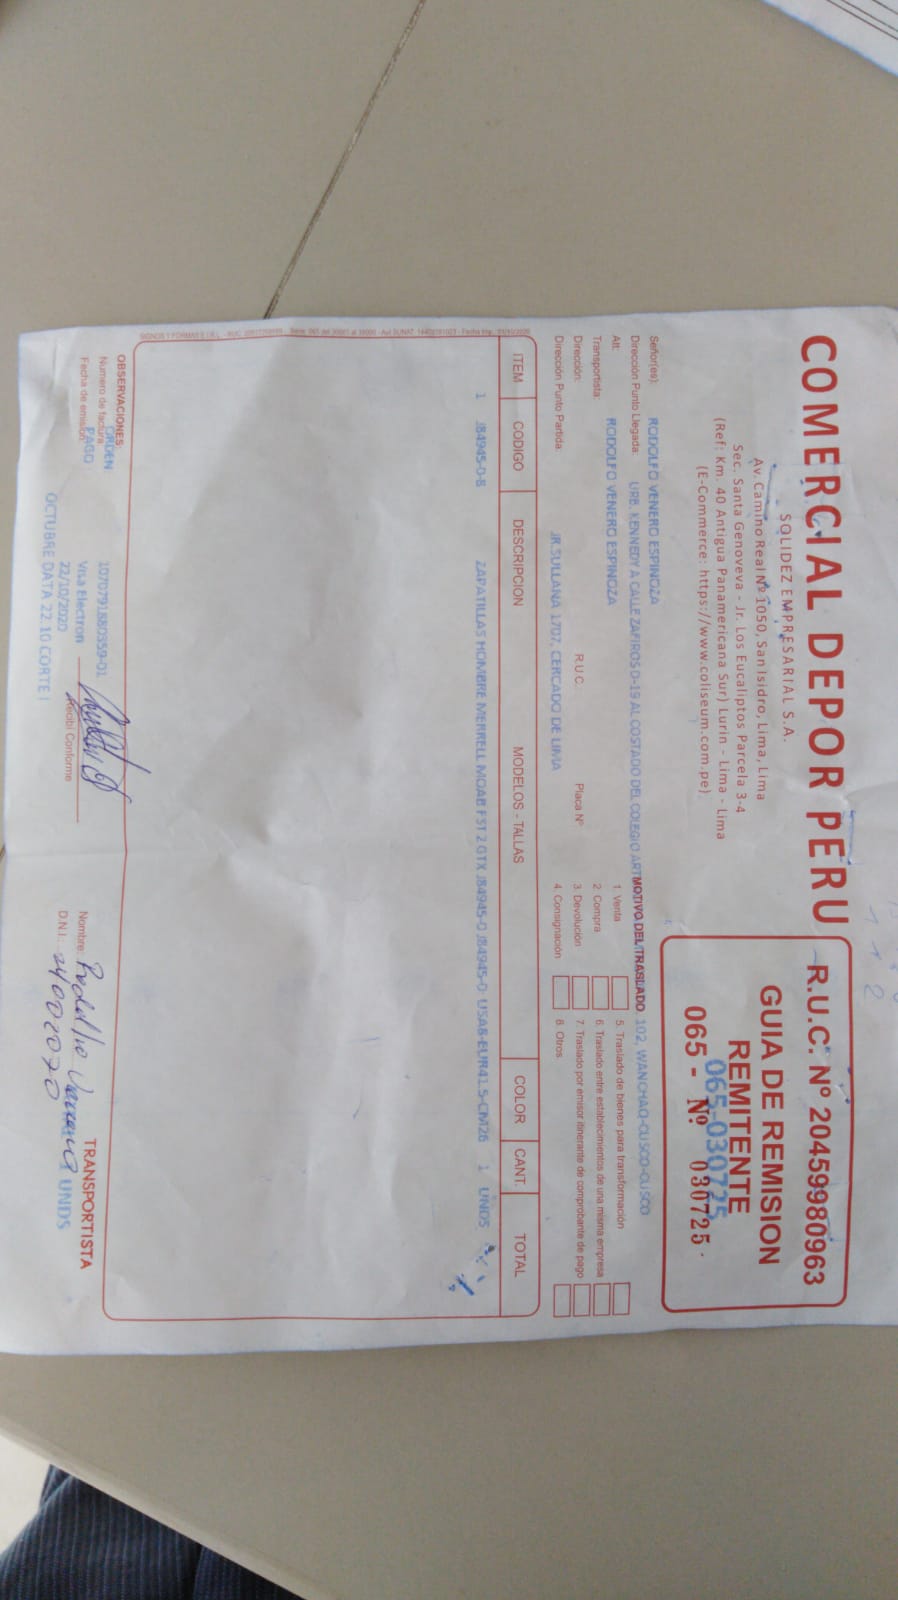 COMERCIAL DEPOR PERU
SOLIDEZ EMPRESARIAL S.A.
Av. Camino Real Nº 1050, San Isidro, Lima, Lima
Sec. Santa Genoveva - Jr. Los Eucaliptos Parcela 3-4
(Ref: Km. 40 Antigua Panamericana Sur) Lurin - Lima - Lima
(E-Commerce: https://www.coliseum.com.pe)
R.U.C. Nº 20459980963
GUIA DE REMISION
REMITENTE
065-030725
065 - Nº 030725
Señor(es): RODOLFO VENERO ESPINOZA
Dirección Punto Llegada: URB. KENNEDY A CALLE ZAFIROS D-19 AL COSTADO DEL COLEGIO ART 102, WANCHAQ-CUSCO-CUSCO
MOTIVO DEL TRASLADO
Att: RODOLFO VENERO ESPINOZA
Transportista: R.U.C.
Dirección: Placa Nº
Dirección Punto Partida: JR.SULLANA 1707, CERCADO DE LIMA
1. Venta
2. Compra
3. Devolución
4. Consignación
5. Traslado de bienes para transformación
6. Traslado entre establecimientos de una misma empresa
7. Traslado por emisor itinerante de comprobante de pago
8. Otros
ITEM CODIGO DESCRIPCION MODELOS - TALLAS COLOR CANT. TOTAL
1 J84945-0-8 ZAPATILLAS HOMBRE MERRELL MOAB FST 2 GTX J84945-0 J84945-0 USA8-EUR41.5-CM26 1 UNDS
OBSERVACIONES:
Numero de factura ORDEN 1070791880359-01
Fecha de emisión PAGO Visa Electron
22/10/2020
OCTUBRE DATA 22.10 CORTE I
Recibi Conforme
TRANSPORTISTA
Nombre:
D.N.I.: 24002070
UNDS